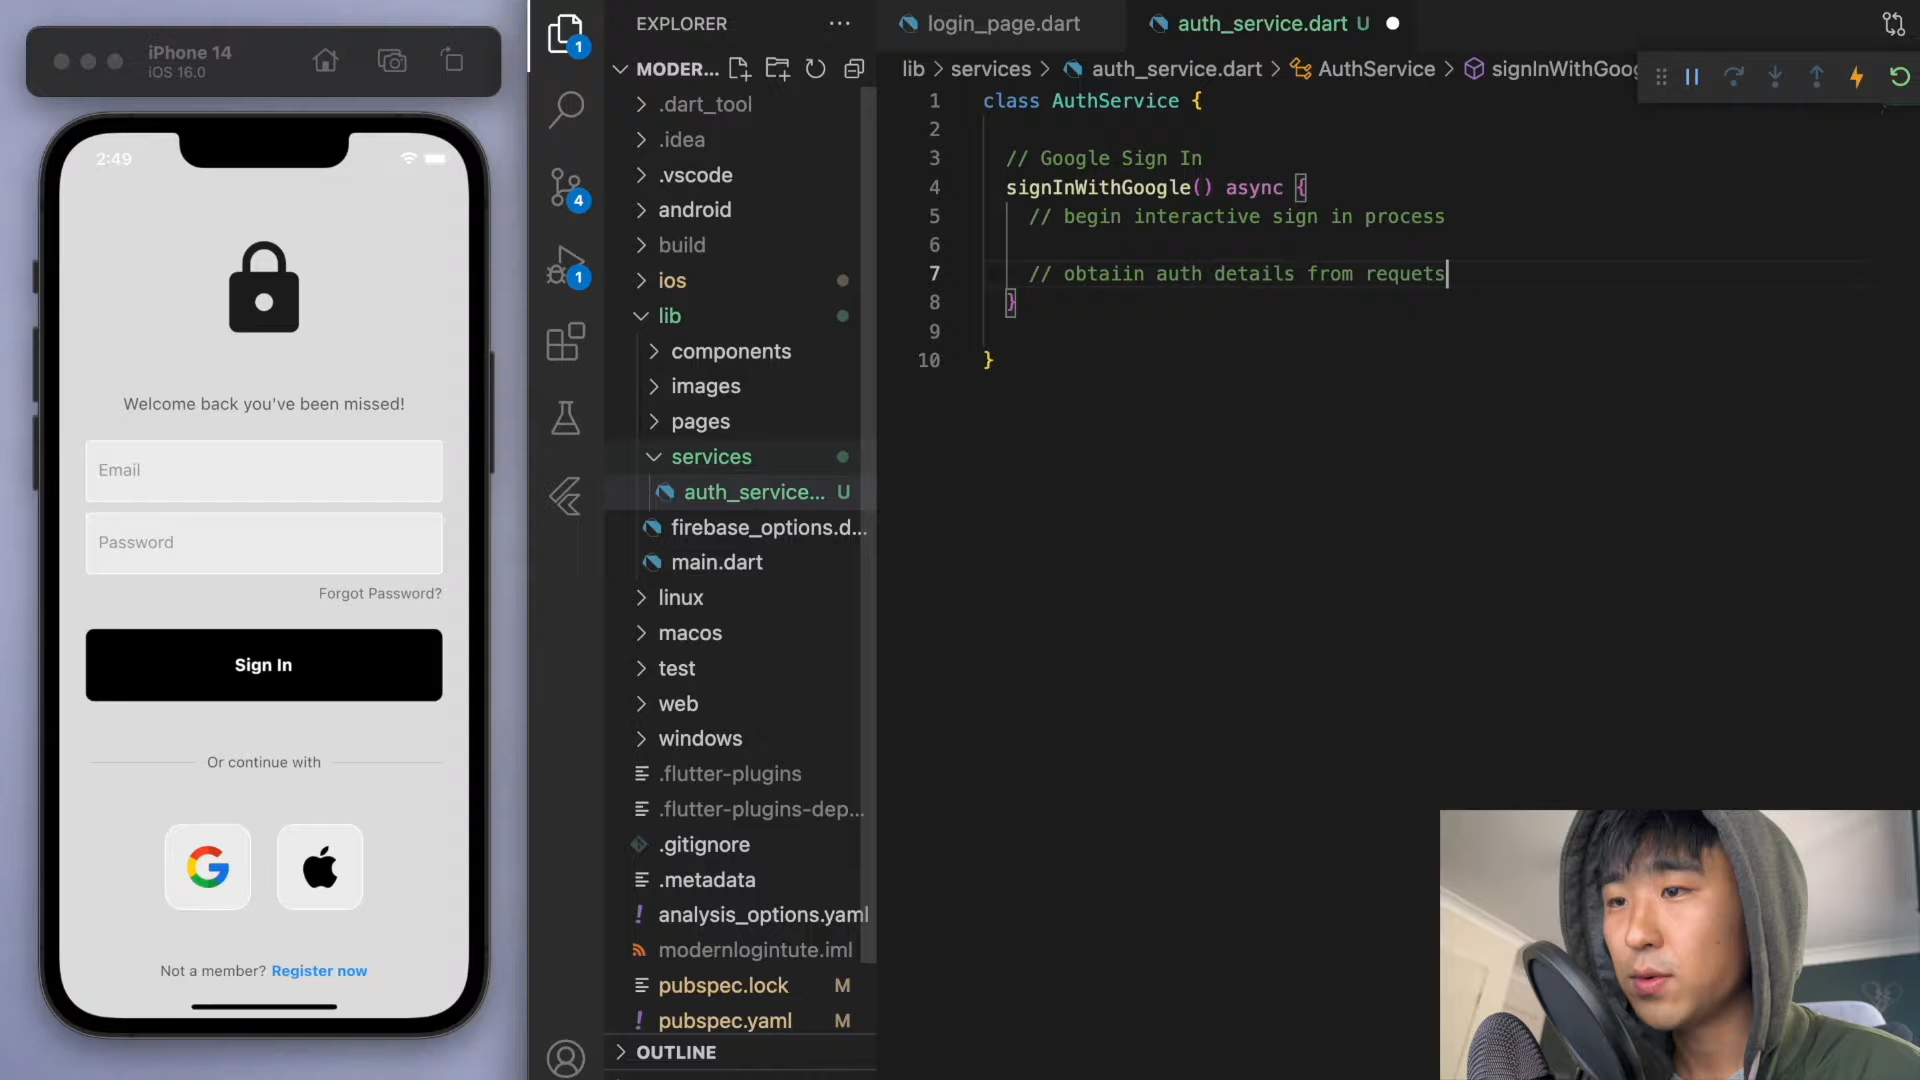 iPhone 14
iOS 16.0
2:49
Welcome back you've been missed!
Email
Password
Forgot Password?
Sign In
Or continue with
Not a member? Register now
1
4
1
EXPLORER
MODER...
.dart_tool
.idea
.vscode
android
build
ios
lib
components
images
pages
services
auth_service... U
firebase_options.d...
main.dart
linux
macos
test
web
windows
.flutter-plugins
.flutter-plugins-dep...
.gitignore
.metadata
analysis_options.yaml
modernlogintute.iml
pubspec.lock M
pubspec.yaml M
OUTLINE
login_page.dart
auth_service.dart U
lib > services > auth_service.dart > AuthService > signInWithGoog
1 class AuthService {
2
3 // Google Sign In
4 signInWithGoogle() async {
5 // begin interactive sign in process
6
7 // obtaiin auth details from requets
8 }
9
10 }